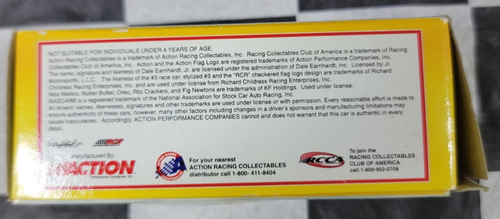 NOT SUITABLE FOR INDIVIDUALS UNDER 4 YEARS OF AGE.
Action Racing Collectables, Inc. Racing Collectables Club of America is a trademark of Racing
Collectables Club of America, Inc. Action and the Action Flag Logo are registered trademarks of Action Performance Companies, Inc.
The name, signature and likeness of Dale Earnhardt, Jr. are licensed under the administration of Dale Earnhardt, Inc. Licensed by Jr.
Motorsports, L.L.C. The likeness of the #3 race car, stylized #3 and the "RCR" checkered flag logo design are trademarks of Richard
Childress Racing Enterprises, Inc, and are used under license from Richard Childress Racing Enterprises, Inc.
Nilla Wafers, Nutter Butter, Oreo, Ritz Crackers, and Fig Newtons are trademarks of KF Holdings. Used under license.
NASCAR® is a registered trademark of the National Association for Stock Car Auto Racing, Inc.
All drivers' names, likenesses, signatures and other trademarks are used under license or with permission. Every reasonable effort is made to
ensure authenticity of these cars, however, many other factors including changes in a driver's sponsors and manufacturing limitations may
cause inaccuracies. Accordingly, ACTION PERFORMANCE COMPANIES cannot and does not warrant that this car is authentic in every
detail.
Manufactured By
ACTION
For your nearest
ACTION RACING COLLECTABLES
distributor call 1-800- 411-8404
RCCA
To join the
RACING COLLECTABLES
CLUB OF AMERICA
call 1-800-952-0708